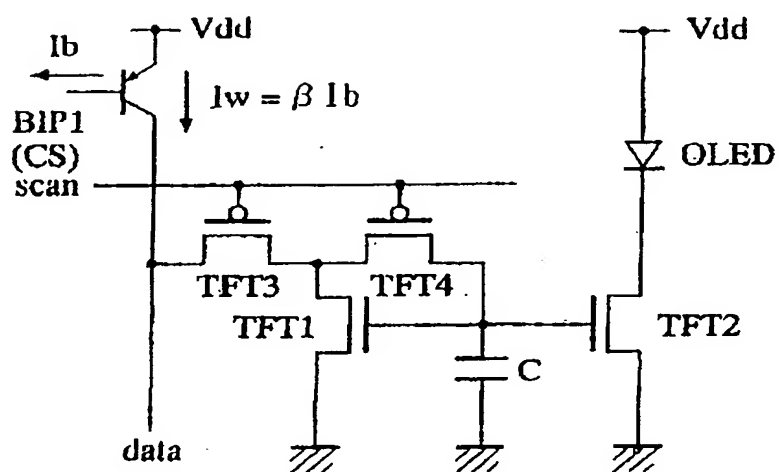 Vdd
Vdd
Ib
Iw = β Ib
BIP1
(CS)
OLED
scan
TFT3
TFT4
TFT1
TFT2
C
data